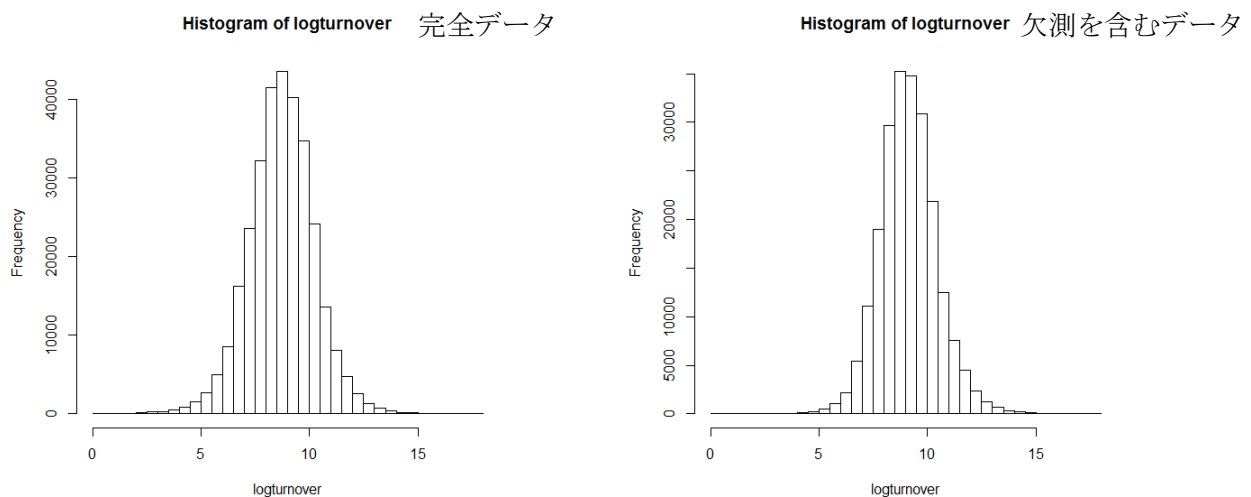 Histogram of logturnover 完全データ
Frequency
0 10000 20000 30000 40000
0 5 10 15
logturnover
Histogram of logturnover 欠測を含むデータ
Frequency
0 5000 10000 20000 30000
0 5 10 15
logturnover